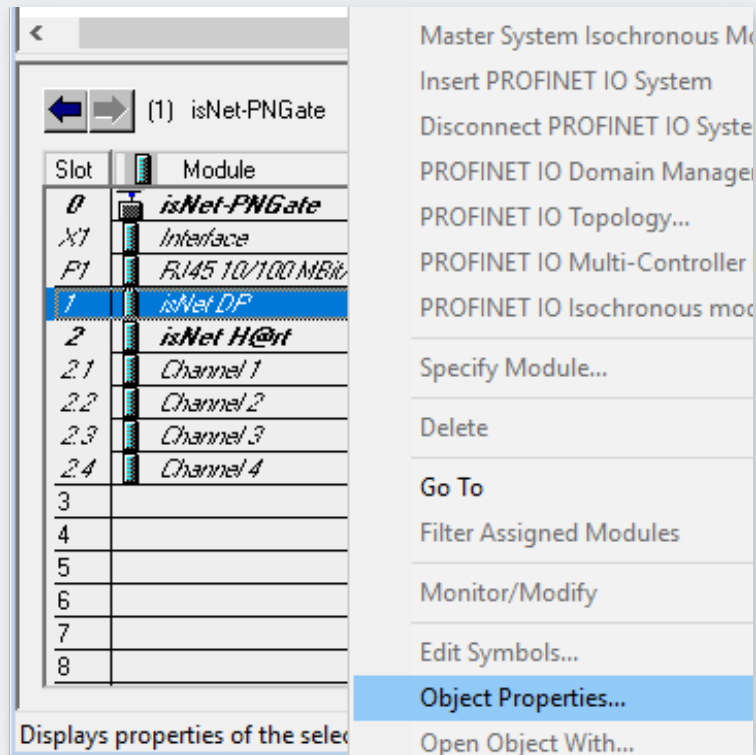 (1) isNet-PNGate
Slot Module
0 isNet-PNGate
X1 Interface
P1 RJ45 10/100 MBit/
1 isNet DP
2 isNet H@rt
2.1 Channel 1
2.2 Channel 2
2.3 Channel 3
2.4 Channel 4
3
4
5
6
7
8
Displays properties of the selec
Master System Isochronous Mo
Insert PROFINET IO System
Disconnect PROFINET IO Syste
PROFINET IO Domain Manage
PROFINET IO Topology...
PROFINET IO Multi-Controller
PROFINET IO Isochronous mod
Specify Module...
Delete
Go To
Filter Assigned Modules
Monitor/Modify
Edit Symbols...
Object Properties...
Open Object With...